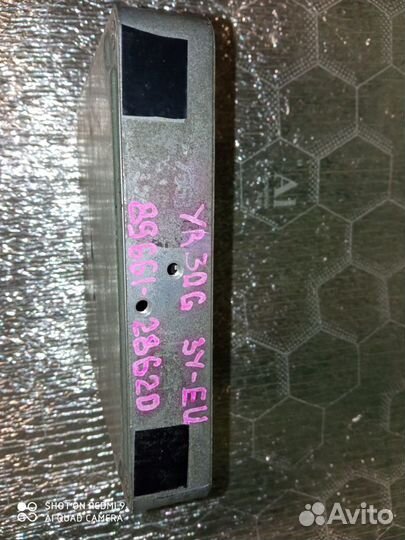 YR30G 3Y-EU
89661-28620
SHOT ON REDMI 9
AI QUAD CAMERA
Avito